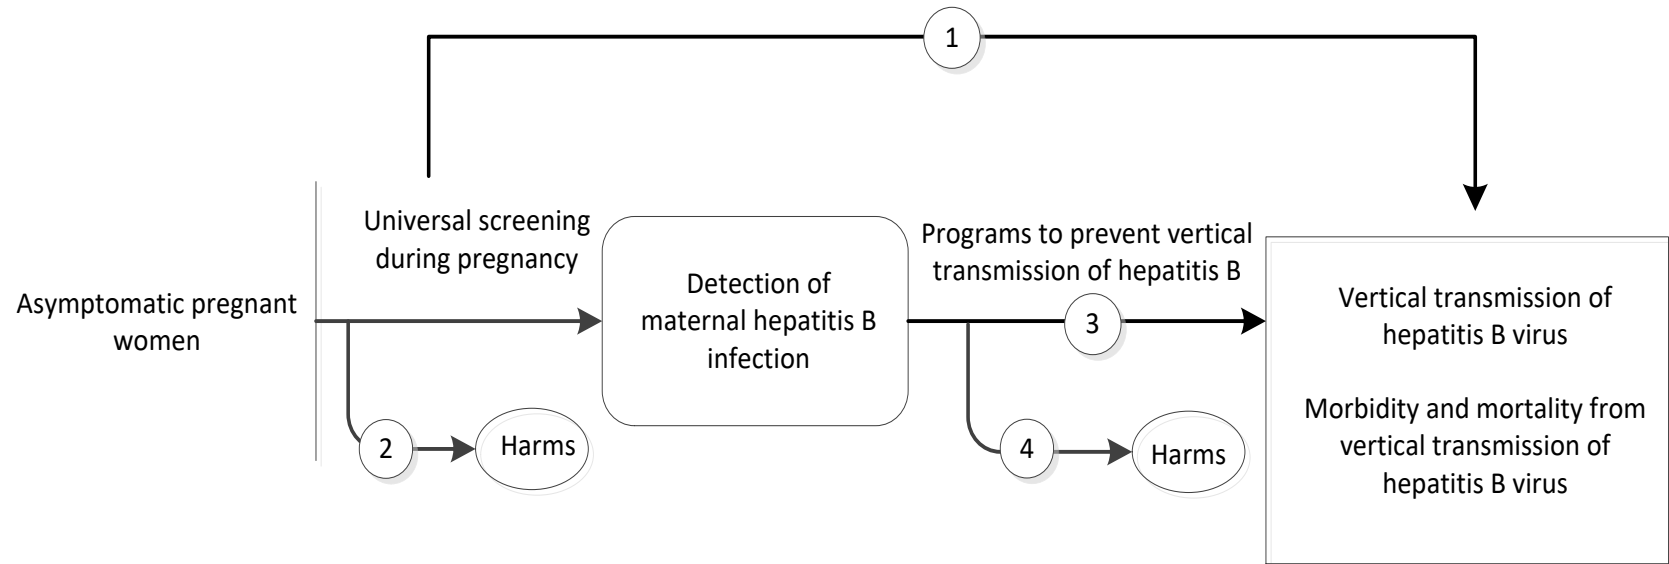 1
Universal screening
during pregnancy
Programs to prevent vertical
transmission of hepatitis B
Asymptomatic pregnant
women
Detection of
maternal hepatitis B
infection
3
Vertical transmission of
hepatitis B virus
Morbidity and mortality from
vertical transmission of
hepatitis B virus
2
Harms
4
Harms